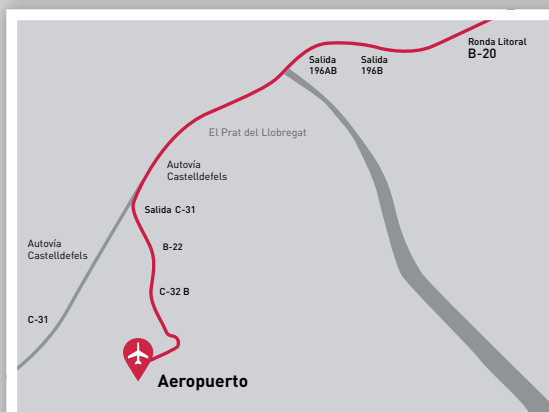 Ronda Litoral
B-20
Salida
196AB
Salida
196B
El Prat del Llobregat
Autovía
Castelldefels
Salida C-31
Autovía
Castelldefels
B-22
C-32 B
C-31
Aeropuerto